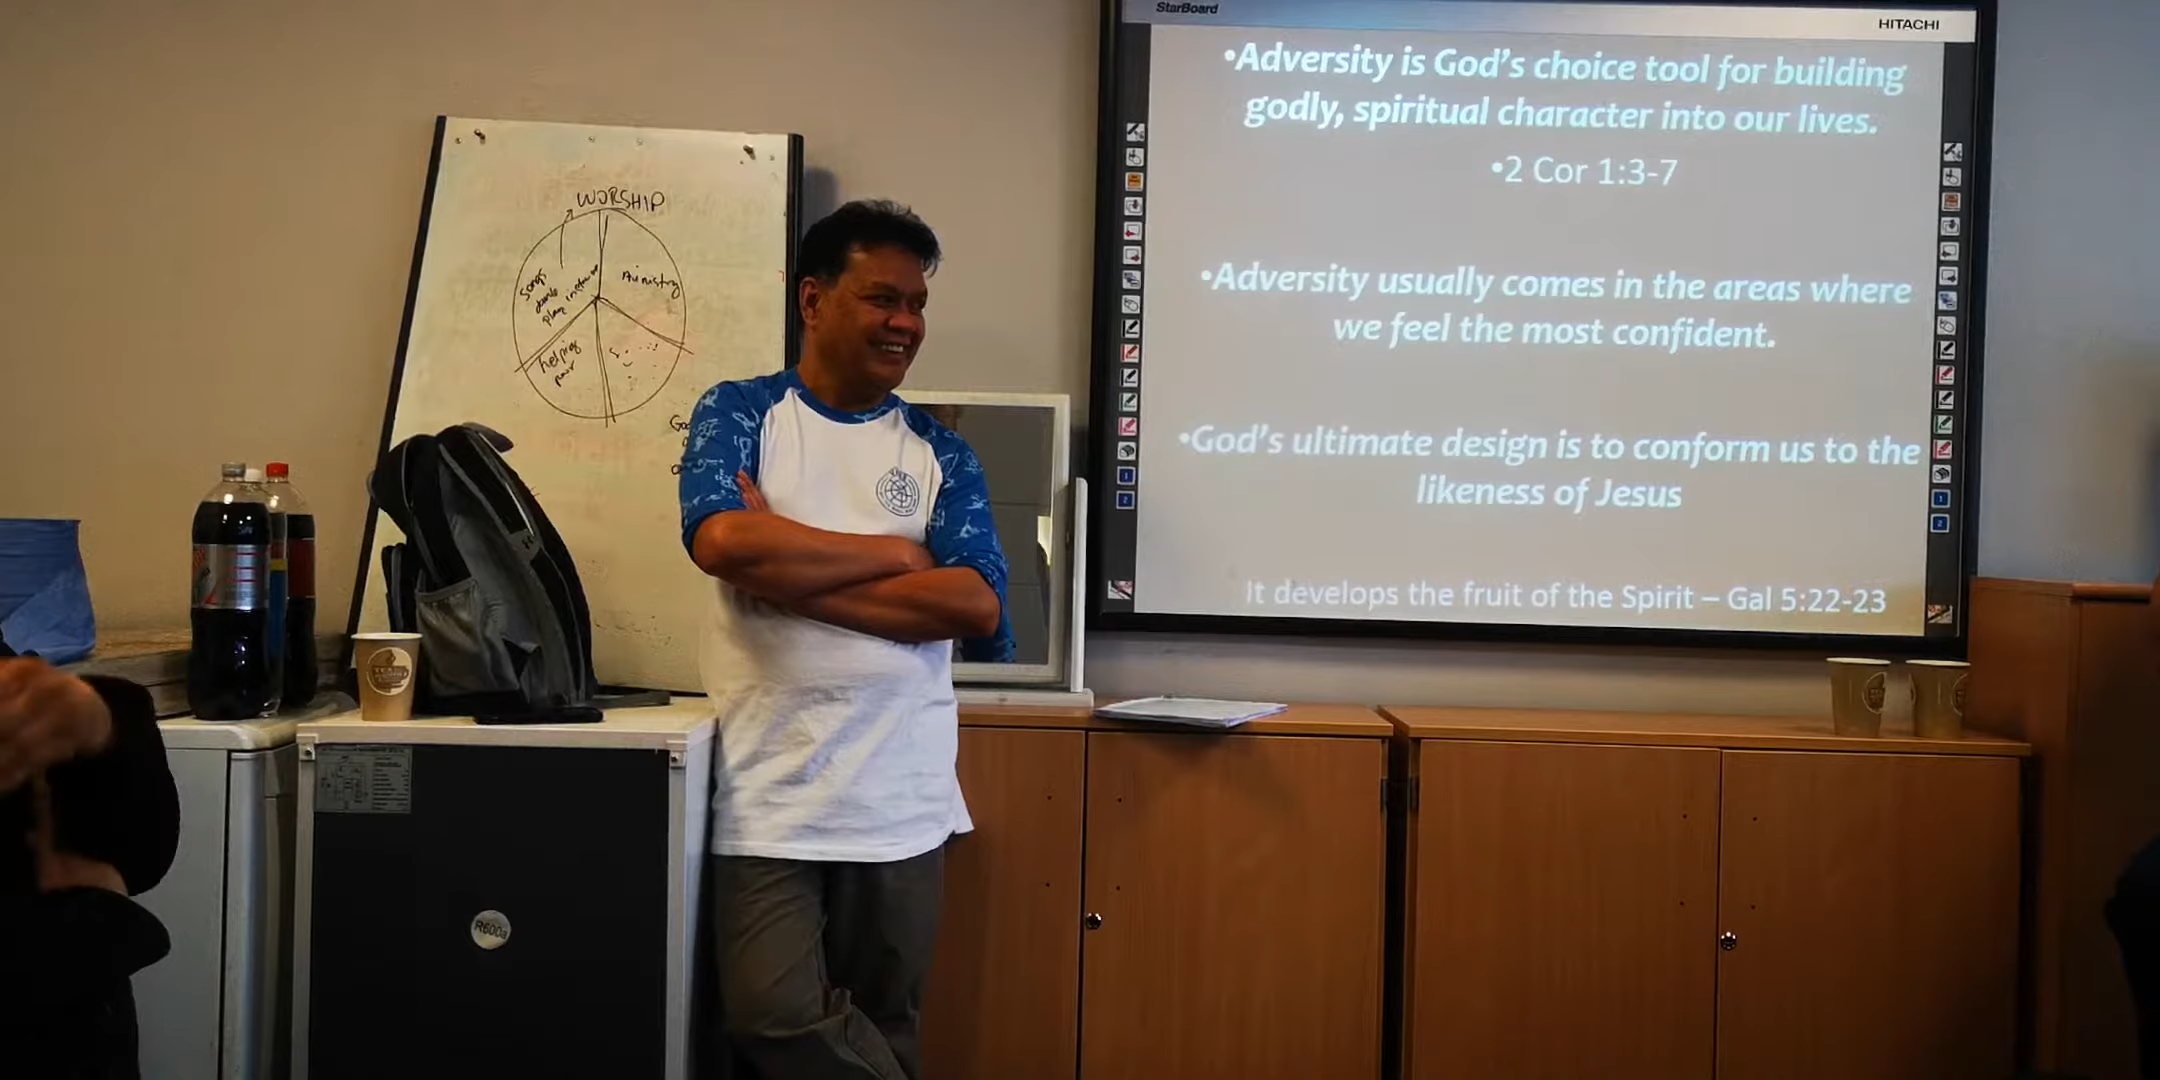 StarBoard
HITACHI
•Adversity is God's choice tool for building
godly, spiritual character into our lives.
•2 Cor 1:3-7
•Adversity usually comes in the areas where
we feel the most confident.
•God's ultimate design is to conform us to the
likeness of Jesus
It develops the fruit of the Spirit – Gal 5:22-23
WORSHIP
songs
ministry
helping
R600a